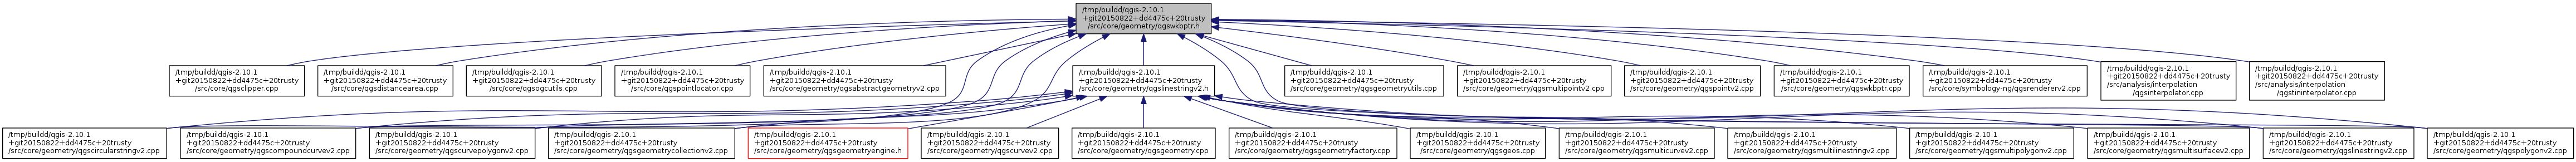 /tmp/buildd/qgis-2.10.1
+git20150822+dd4475c+20trusty
/src/core/geometry/qgswkbptr.h
/tmp/buildd/qgis-2.10.1
+git20150822+dd4475c+20trusty
/src/core/qgsclipper.cpp
/tmp/buildd/qgis-2.10.1
+git20150822+dd4475c+20trusty
/src/core/qgsdistancearea.cpp
/tmp/buildd/qgis-2.10.1
+git20150822+dd4475c+20trusty
/src/core/qgsogcutils.cpp
/tmp/buildd/qgis-2.10.1
+git20150822+dd4475c+20trusty
/src/core/qgspointlocator.cpp
/tmp/buildd/qgis-2.10.1
+git20150822+dd4475c+20trusty
/src/core/geometry/qgsabstractgeometryv2.cpp
/tmp/buildd/qgis-2.10.1
+git20150822+dd4475c+20trusty
/src/core/geometry/qgslinestringv2.h
/tmp/buildd/qgis-2.10.1
+git20150822+dd4475c+20trusty
/src/core/geometry/qgsgeometryutils.cpp
/tmp/buildd/qgis-2.10.1
+git20150822+dd4475c+20trusty
/src/core/geometry/qgsmultipointv2.cpp
/tmp/buildd/qgis-2.10.1
+git20150822+dd4475c+20trusty
/src/core/geometry/qgspointv2.cpp
/tmp/buildd/qgis-2.10.1
+git20150822+dd4475c+20trusty
/src/core/geometry/qgswkbptr.cpp
/tmp/buildd/qgis-2.10.1
+git20150822+dd4475c+20trusty
/src/core/symbology-ng/qgsrendererv2.cpp
/tmp/buildd/qgis-2.10.1
+git20150822+dd4475c+20trusty
/src/analysis/interpolation
/qgsinterpolator.cpp
/tmp/buildd/qgis-2.10.1
+git20150822+dd4475c+20trusty
/src/analysis/interpolation
/qgstininterpolator.cpp
/tmp/buildd/qgis-2.10.1
+git20150822+dd4475c+20trusty
/src/core/geometry/qgscircularstringv2.cpp
/tmp/buildd/qgis-2.10.1
+git20150822+dd4475c+20trusty
/src/core/geometry/qgscompoundcurvev2.cpp
/tmp/buildd/qgis-2.10.1
+git20150822+dd4475c+20trusty
/src/core/geometry/qgscurvepolygonv2.cpp
/tmp/buildd/qgis-2.10.1
+git20150822+dd4475c+20trusty
/src/core/geometry/qgsgeometrycollectionv2.cpp
/tmp/buildd/qgis-2.10.1
+git20150822+dd4475c+20trusty
/src/core/geometry/qgsgeometryengine.h
/tmp/buildd/qgis-2.10.1
+git20150822+dd4475c+20trusty
/src/core/geometry/qgscurvev2.cpp
/tmp/buildd/qgis-2.10.1
+git20150822+dd4475c+20trusty
/src/core/geometry/qgsgeometry.cpp
/tmp/buildd/qgis-2.10.1
+git20150822+dd4475c+20trusty
/src/core/geometry/qgsgeometryfactory.cpp
/tmp/buildd/qgis-2.10.1
+git20150822+dd4475c+20trusty
/src/core/geometry/qgsgeos.cpp
/tmp/buildd/qgis-2.10.1
+git20150822+dd4475c+20trusty
/src/core/geometry/qgsmulticurvev2.cpp
/tmp/buildd/qgis-2.10.1
+git20150822+dd4475c+20trusty
/src/core/geometry/qgsmultilinestringv2.cpp
/tmp/buildd/qgis-2.10.1
+git20150822+dd4475c+20trusty
/src/core/geometry/qgsmultipolygonv2.cpp
/tmp/buildd/qgis-2.10.1
+git20150822+dd4475c+20trusty
/src/core/geometry/qgsmultisurfacev2.cpp
/tmp/buildd/qgis-2.10.1
+git20150822+dd4475c+20trusty
/src/core/geometry/qgslinestringv2.cpp
/tmp/buildd/qgis-2.10.1
+git20150822+dd4475c+20trusty
/src/core/geometry/qgspolygonv2.cpp